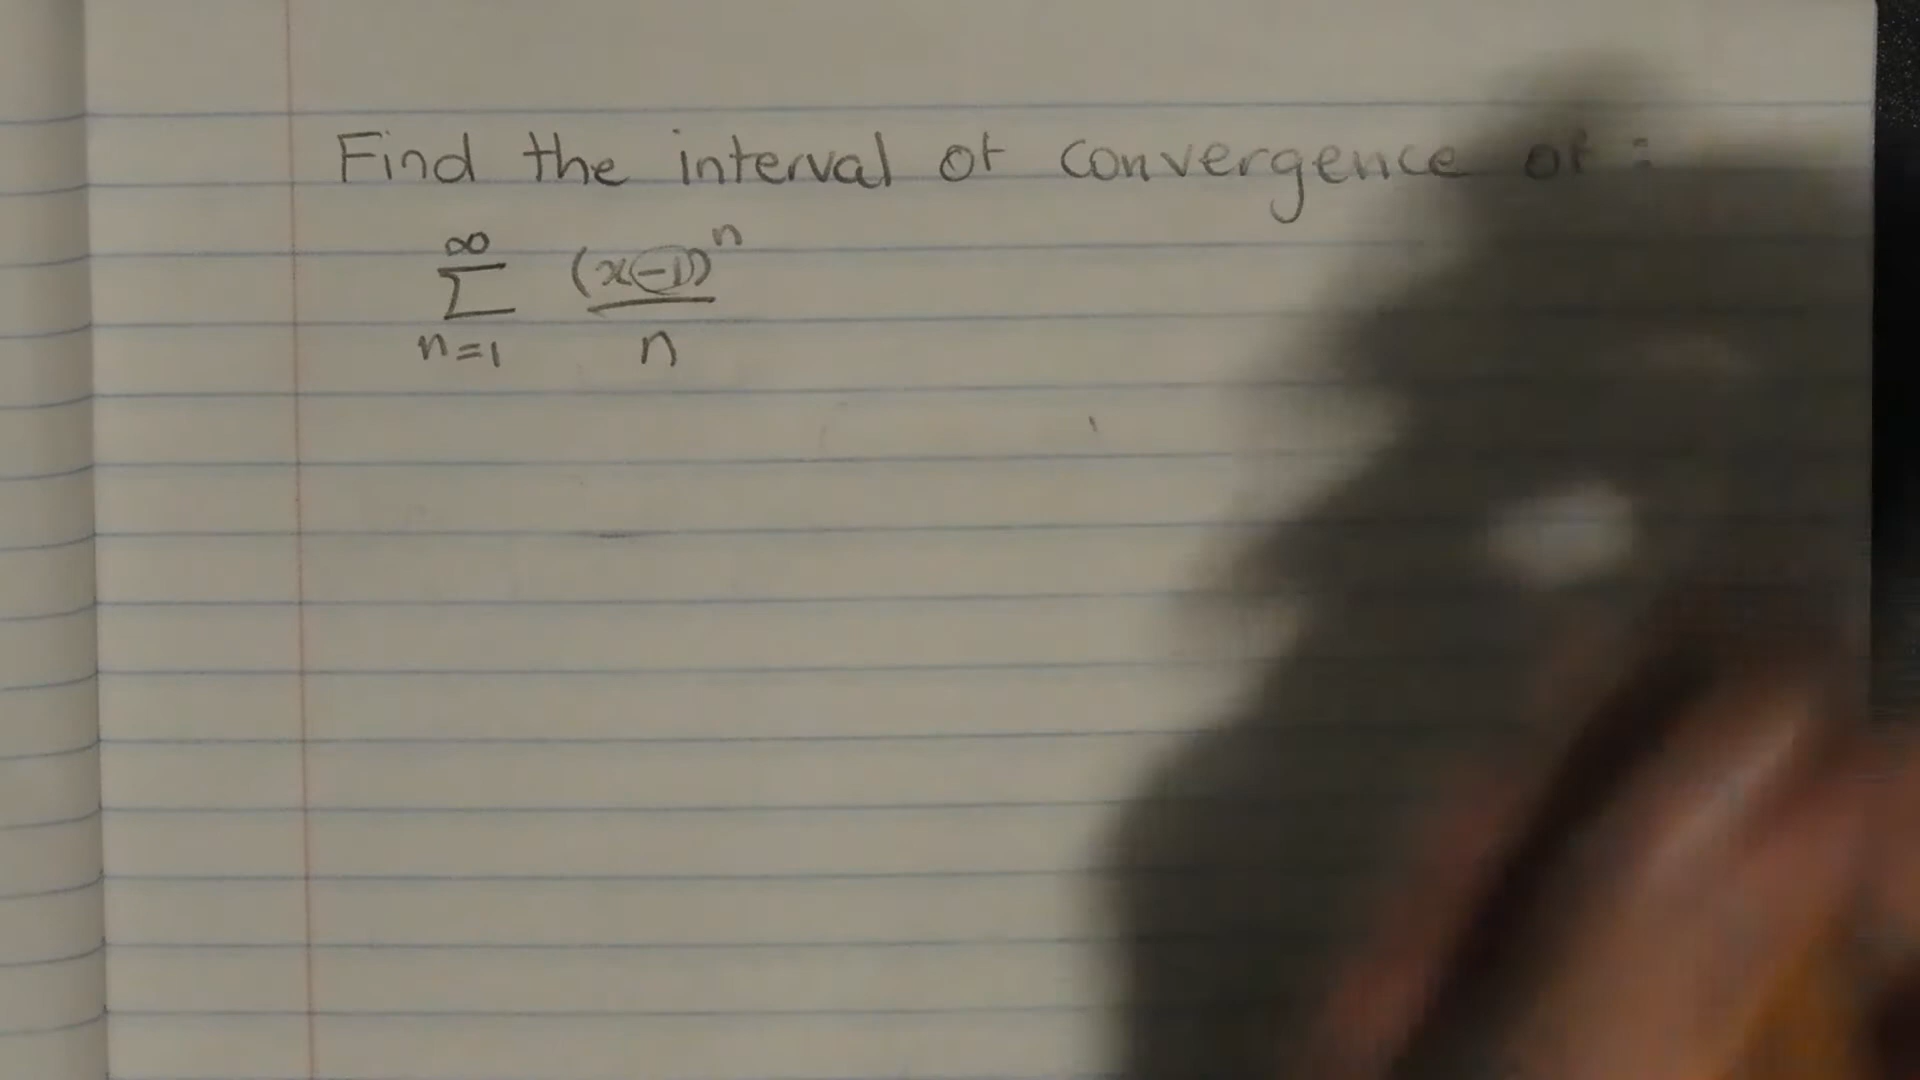 Find the interval of convergence of :
∞
Σ (x-1)^n
n=1 n